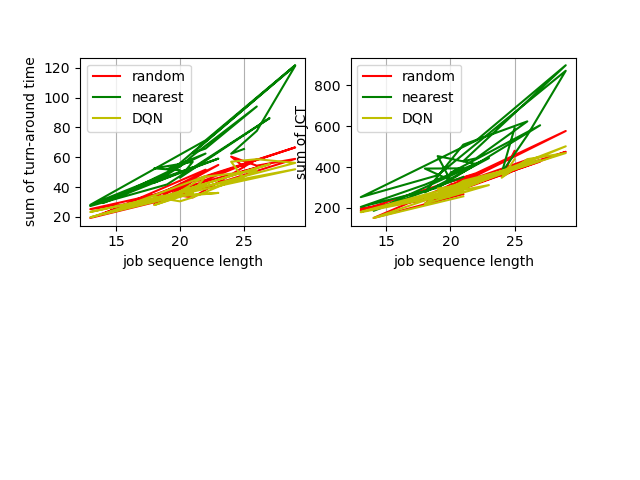 sum of turn-around time
120
100
80
60
40
20
random
nearest
DQN
15
20
25
job sequence length
sum of JCT
800
600
400
200
random
nearest
DQN
15
20
25
job sequence length